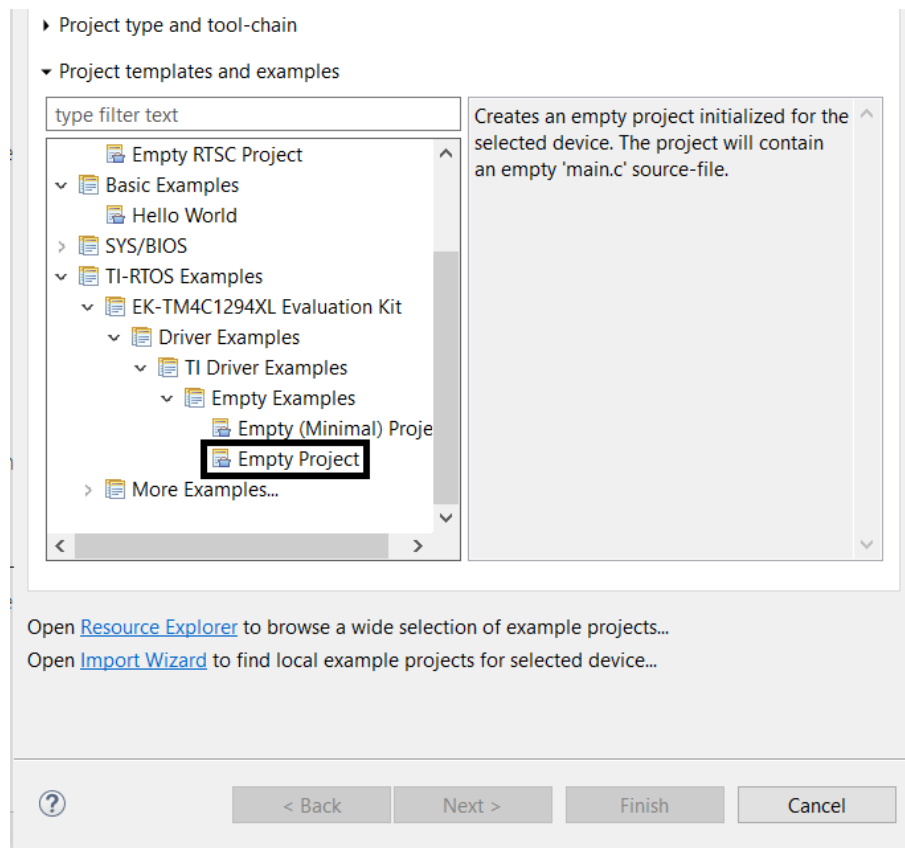 Project type and tool-chain
Project templates and examples
type filter text
Empty RTSC Project
Basic Examples
Hello World
SYS/BIOS
TI-RTOS Examples
EK-TM4C1294XL Evaluation Kit
Driver Examples
TI Driver Examples
Empty Examples
Empty (Minimal) Proje
Empty Project
More Examples...
Creates an empty project initialized for the
selected device. The project will contain
an empty 'main.c' source-file.
Open Resource Explorer to browse a wide selection of example projects...
Open Import Wizard to find local example projects for selected device...
? < Back Next > Finish Cancel